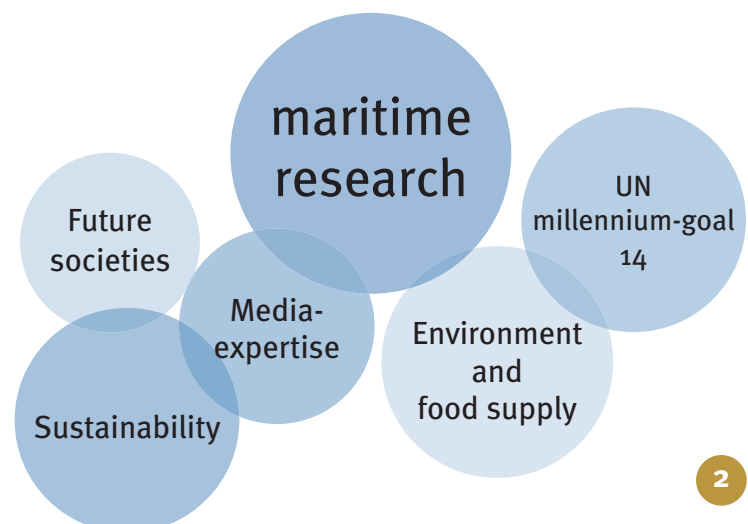 maritime
research
UN
millennium-goal
14
Future
societies
Media-
expertise
Environment
and
food supply
Sustainability
2